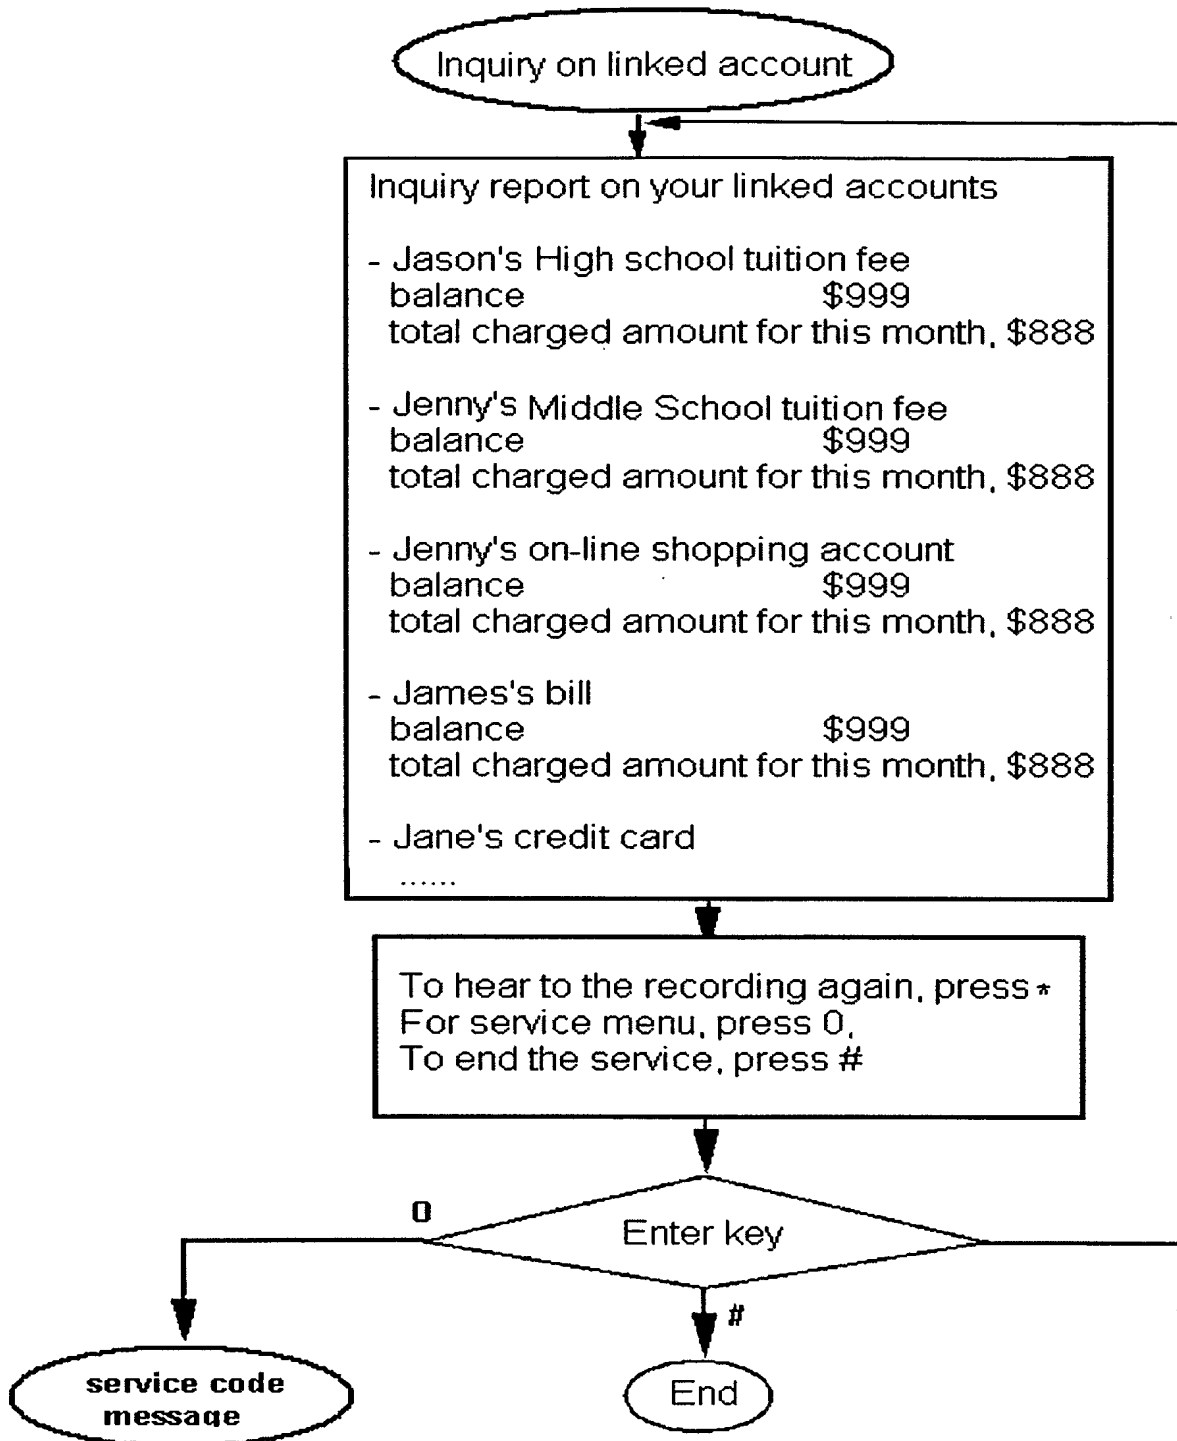 Inquiry on linked account
Inquiry report on your linked accounts
- Jason's High school tuition fee
balance $999
total charged amount for this month, $888
- Jenny's Middle School tuition fee
balance $999
total charged amount for this month, $888
- Jenny's on-line shopping account
balance $999
total charged amount for this month, $888
- James's bill
balance $999
total charged amount for this month, $888
- Jane's credit card
......
To hear to the recording again, press *
For service menu, press 0,
To end the service, press #
0
Enter key
#
service code
message
End